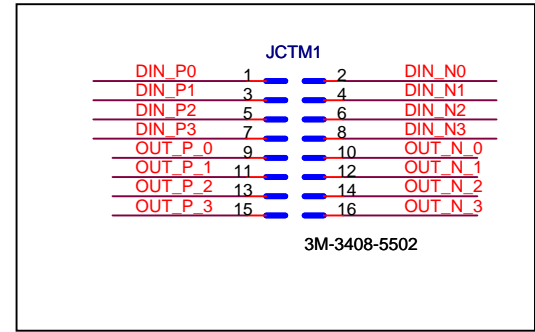 JCTM1
DIN_P0 1 2 DIN_N0
DIN_P1 3 4 DIN_N1
DIN_P2 5 6 DIN_N2
DIN_P3 7 8 DIN_N3
OUT_P_0 9 10 OUT_N_0
OUT_P_1 11 12 OUT_N_1
OUT_P_2 13 14 OUT_N_2
OUT_P_3 15 16 OUT_N_3
3M-3408-5502